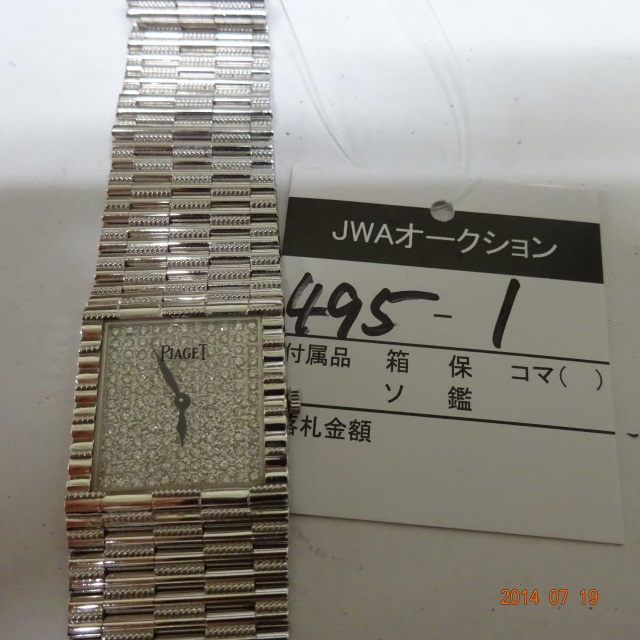 PIAGET
JWAオークション
495-1
付属品 箱 保 コマ( )
ソ 鑑
落札金額
2014 07 19